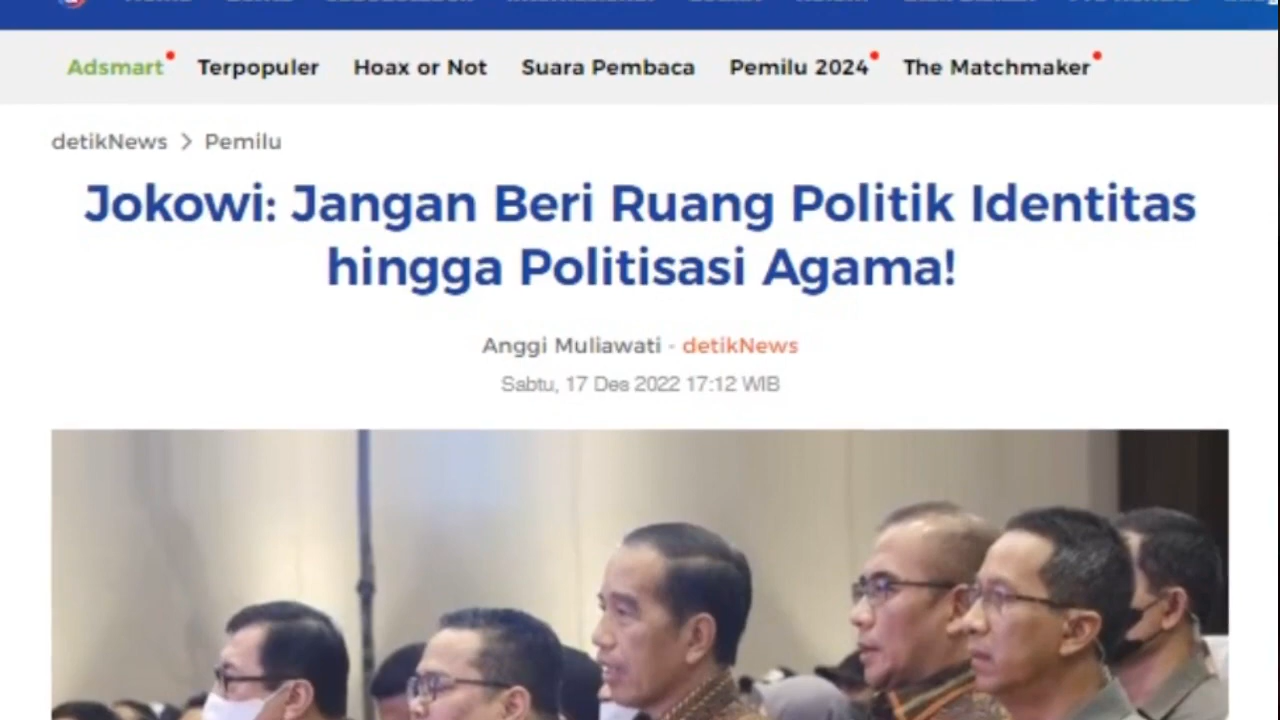 Adsmart Terpopuler Hoax or Not Suara Pembaca Pemilu 2024 The Matchmaker
detikNews > Pemilu
Jokowi: Jangan Beri Ruang Politik Identitas
hingga Politisasi Agama!
Anggi Muliawati - detikNews
Sabtu, 17 Des 2022 17:12 WIB